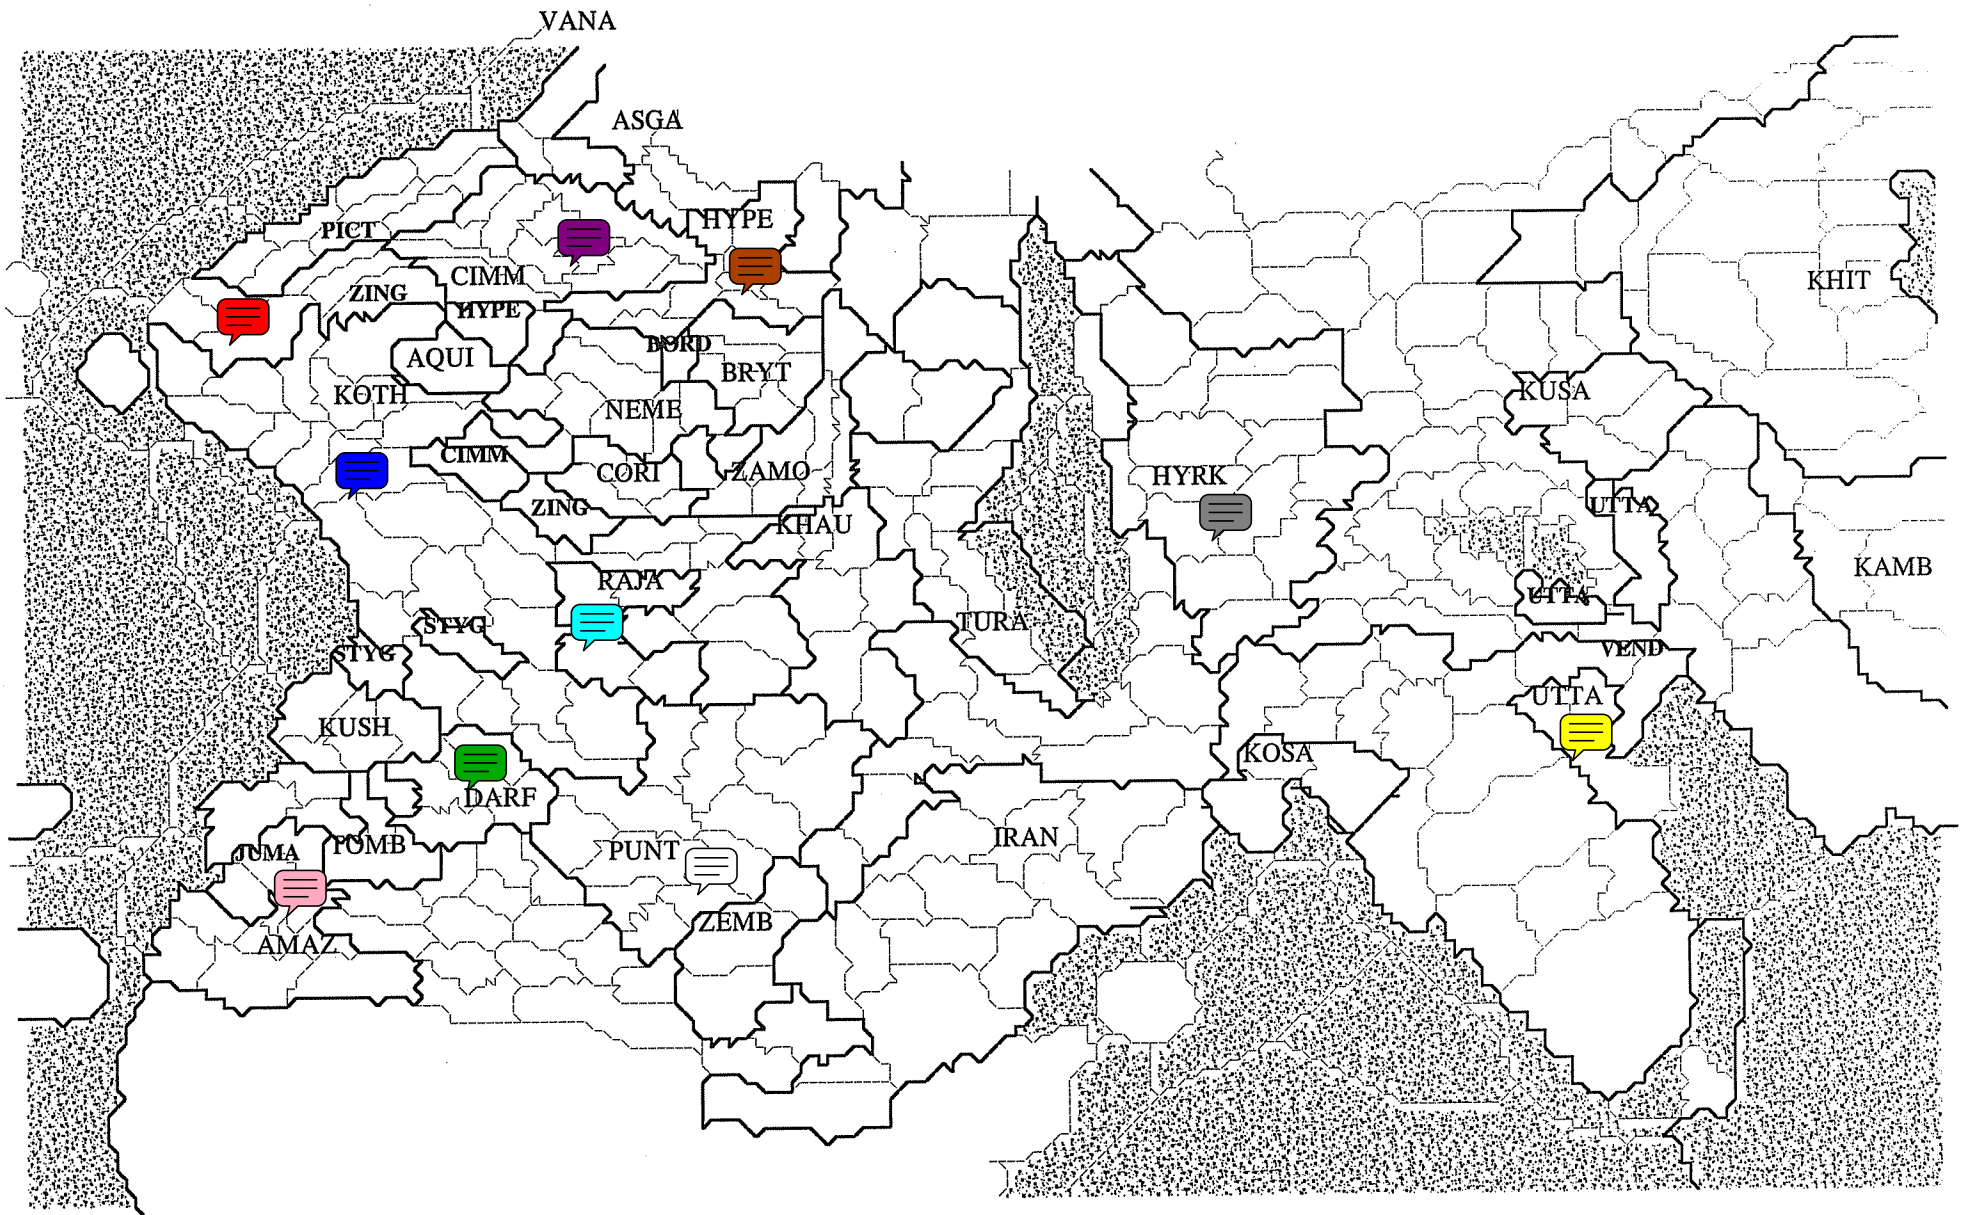 VANA
ASGA
HYPE
PICT
CIMM
KHIT
ZING
HYPE
BORD
AQUI
BRYT
KOTH
KUSA
NEME
CIMM
CORI
ZAMO
HYRK
ZING
UTTA
KHAU
KAMB
RAJA
UTTA
STYG
TURA
STYG
VEND
UTTA
KUSH
KOSA
DARF
IRAN
TOMB
JUMA
PUNT
ZEMB
AMAZ